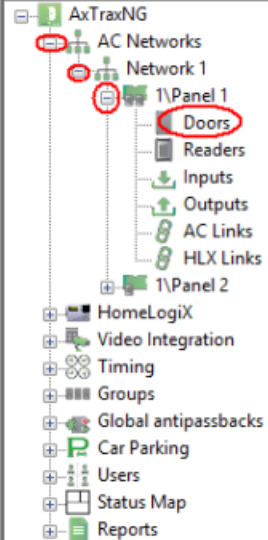 AxTraxNG
AC Networks
Network 1
1\Panel 1
Doors
Readers
Inputs
Outputs
AC Links
HLX Links
1\Panel 2
HomeLogiX
Video Integration
Timing
Groups
Global antipassbacks
Car Parking
Users
Status Map
Reports